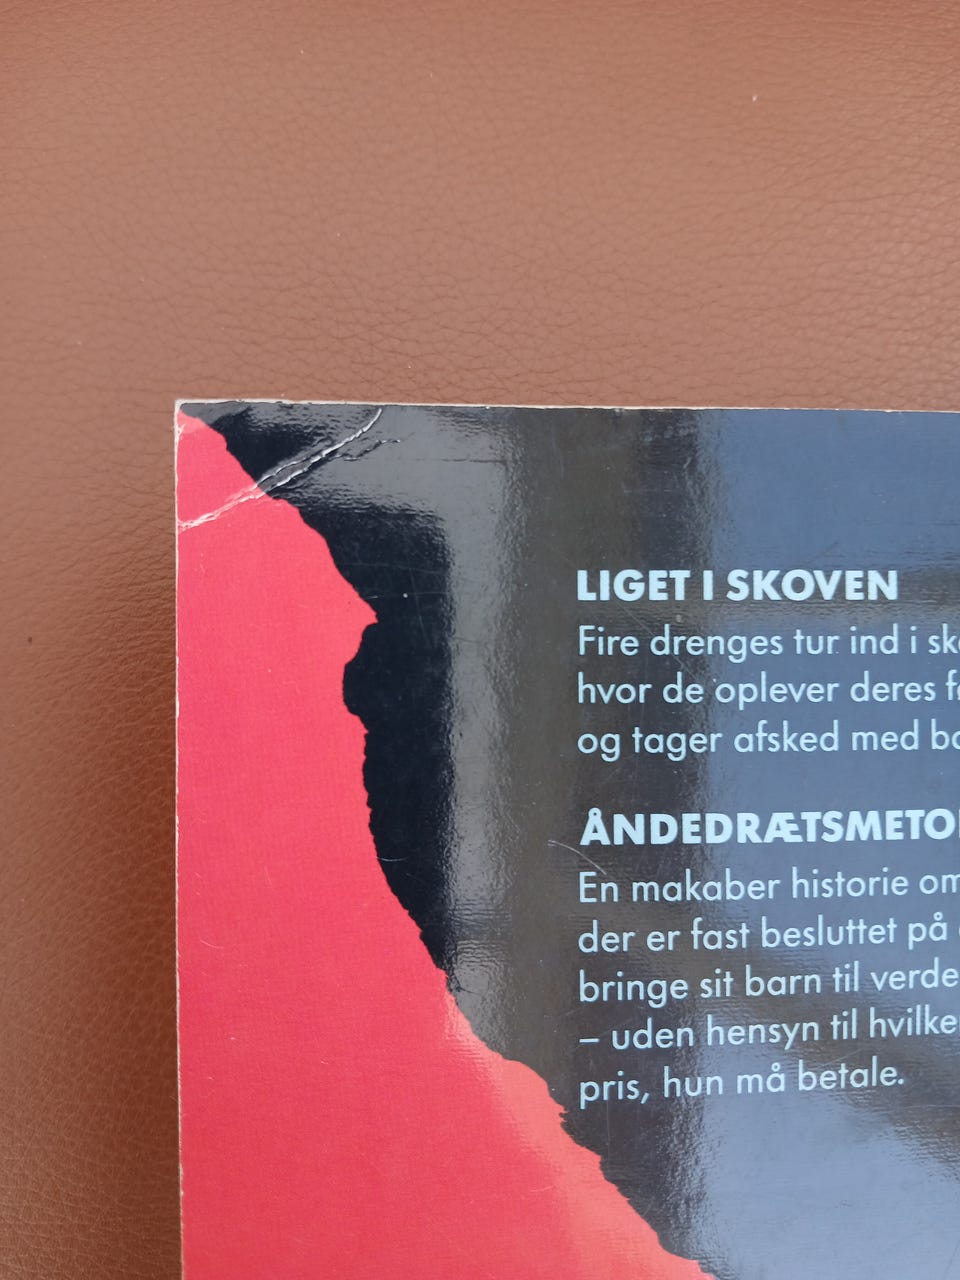 LIGET I SKOVEN
Fire drenges tur ind i
hvor de oplever deres
og tager afsked med
ÅNDEDRÆTSMETO
En makaber historie om
der er fast besluttet på
bringe sit barn til verde
– uden hensyn til hvilke
pris, hun må betale.